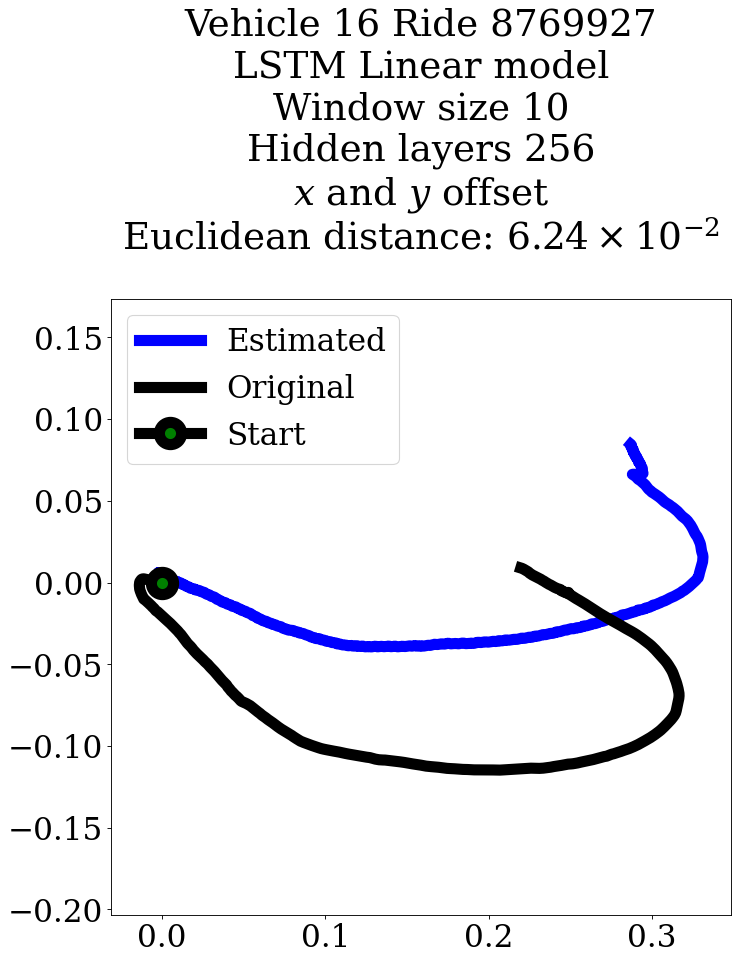 Vehicle 16 Ride 8769927
LSTM Linear model
Window size 10
Hidden layers 256
x and y offset
Euclidean distance: 6.24 × 10⁻²
Estimated
Original
Start
0.15
0.10
0.05
0.00
−0.05
−0.10
−0.15
−0.20
0.0 0.1 0.2 0.3